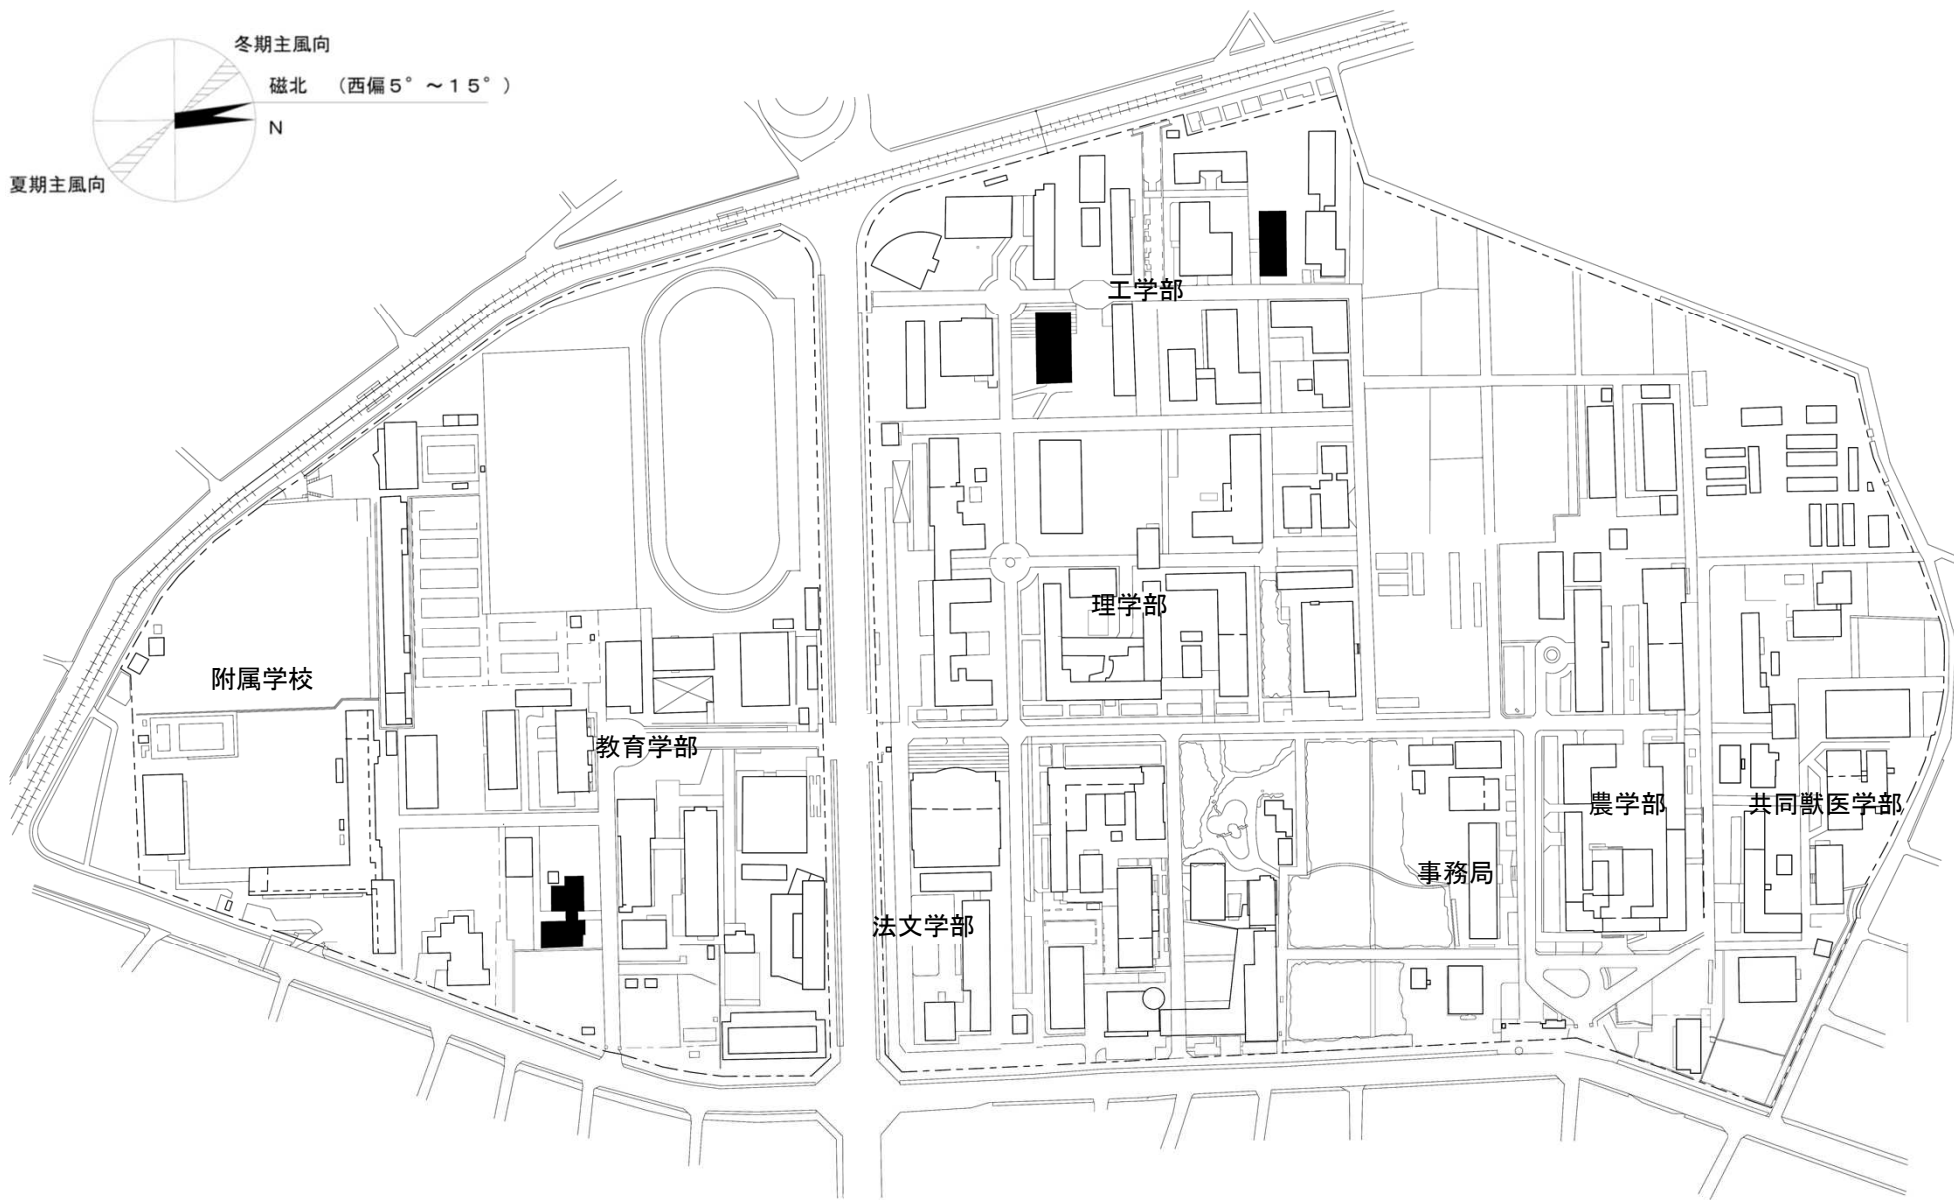 冬期主風向
磁北 （西偏５°～１５°）
N
夏期主風向
工学部
理学部
附属学校
教育学部
農学部
共同獣医学部
事務局
法文学部